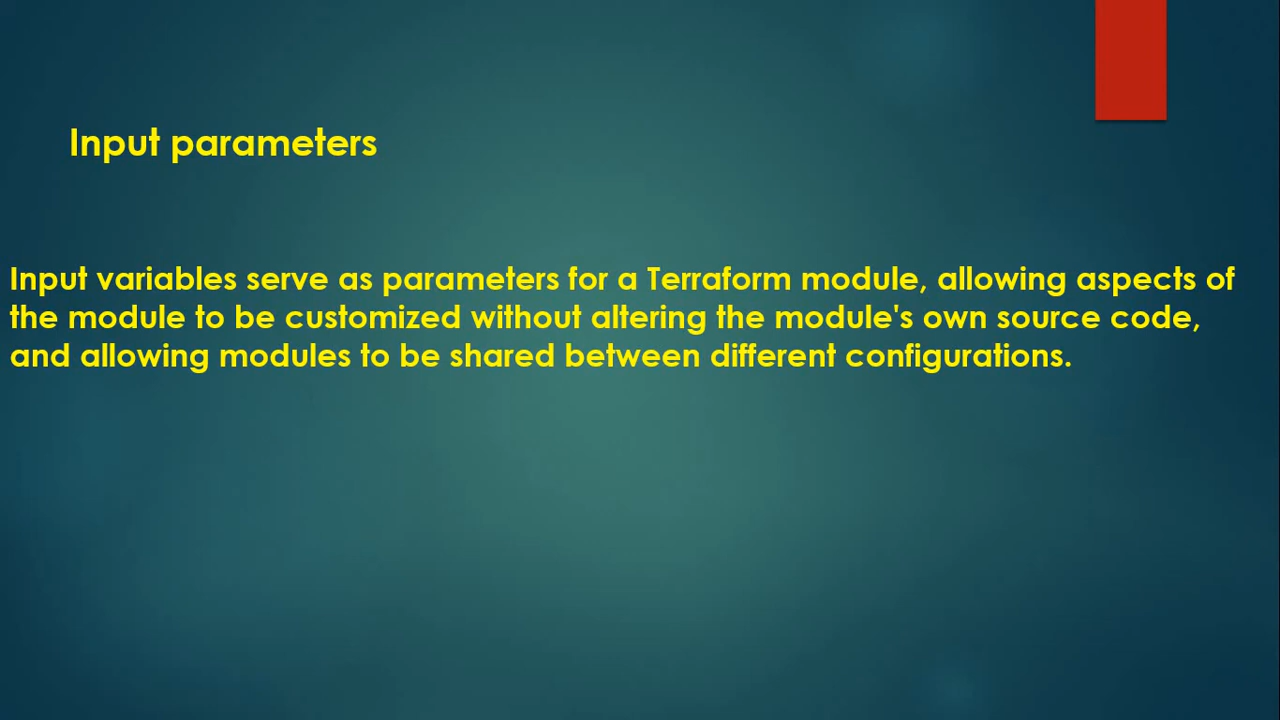 Input parameters
Input variables serve as parameters for a Terraform module, allowing aspects of
the module to be customized without altering the module's own source code,
and allowing modules to be shared between different configurations.